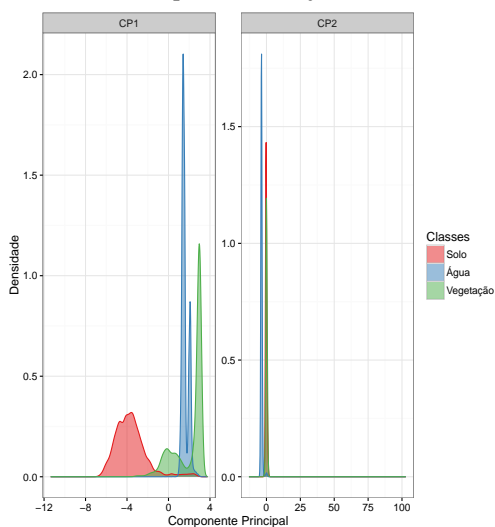 CP1
CP2
2.0
1.5
1.0
0.5
0.0
1.5
1.0
0.5
0.0
Densidade
−12 −8 −4 0 4
0 25 50 75 100
Componente Principal
Classes
Solo
Água
Vegetação